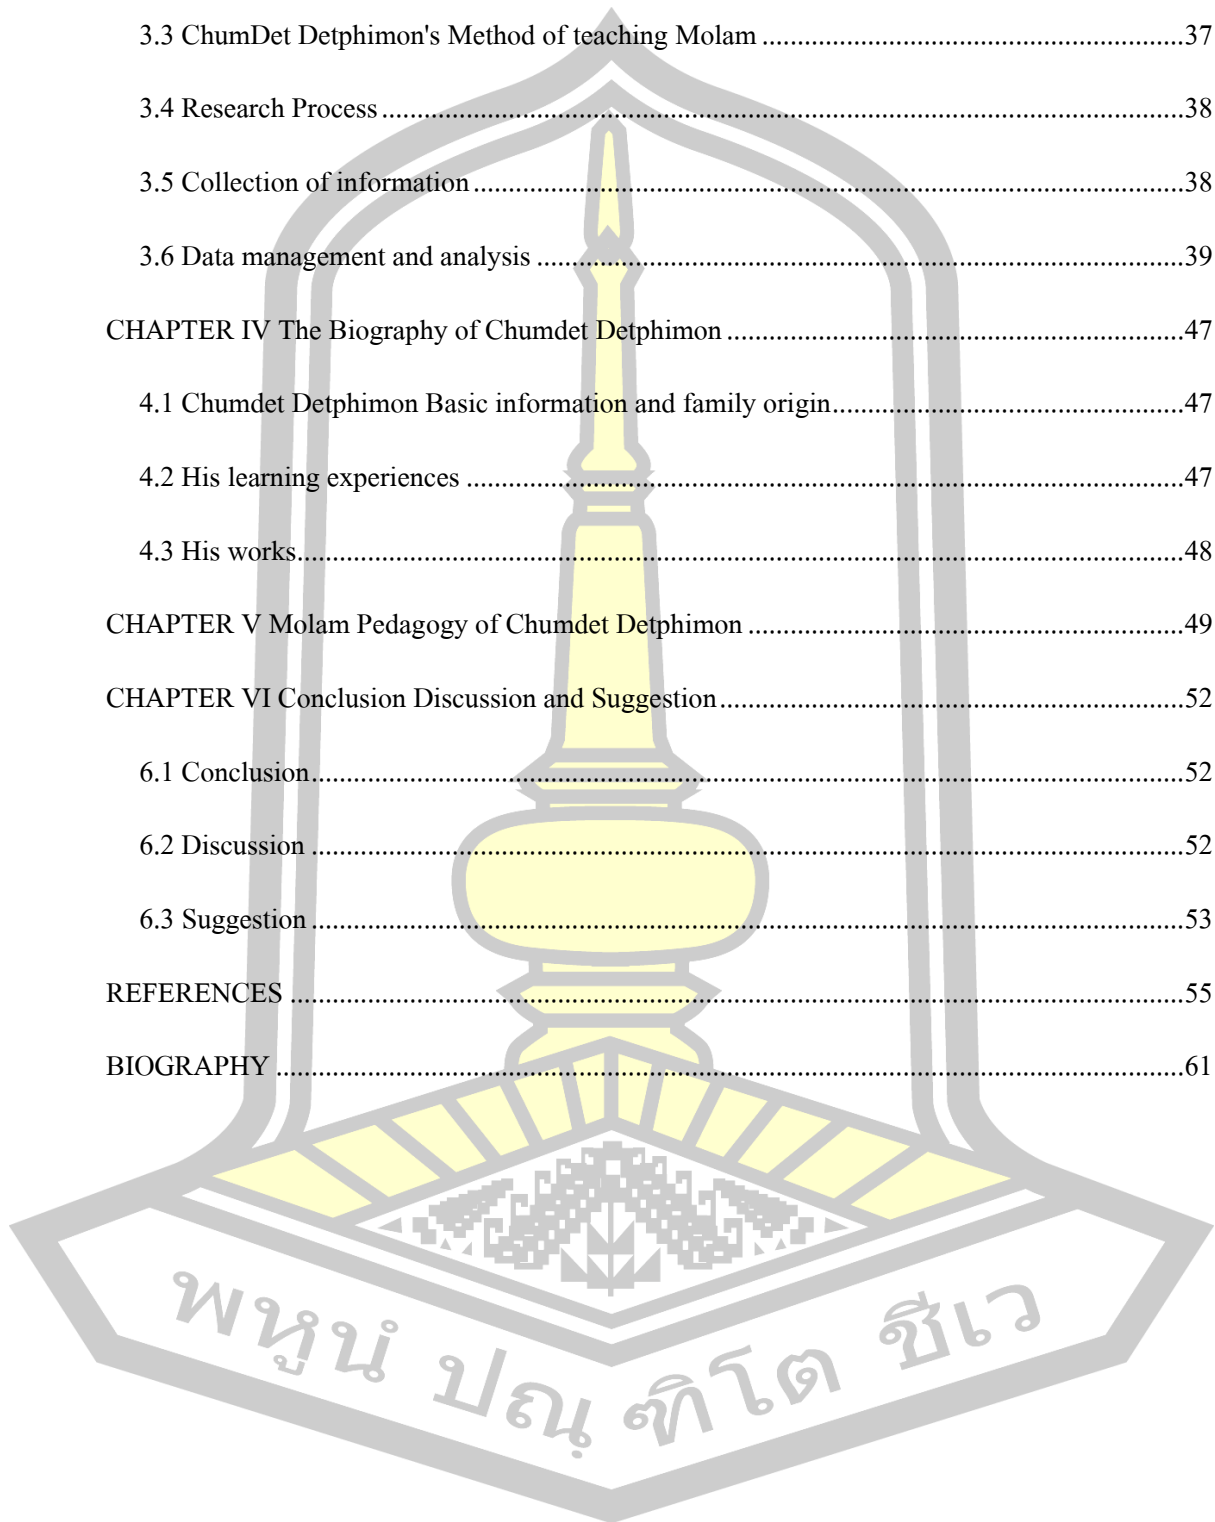 3.3 ChumDet Detphimon's Method of teaching Molam ..............................................................37
3.4 Research Process ......................................................................................................................38
3.5 Collection of information.........................................................................................................38
3.6 Data management and analysis ...............................................................................................39
CHAPTER IV The Biography of Chumdet Detphimon ...................................................................47
4.1 Chumdet Detphimon Basic information and family origin....................................................47
4.2 His learning experiences .........................................................................................................47
4.3 His works..................................................................................................................................48
CHAPTER V Molam Pedagogy of Chumdet Detphimon ................................................................49
CHAPTER VI Conclusion Discussion and Suggestion....................................................................52
6.1 Conclusion................................................................................................................................52
6.2 Discussion ................................................................................................................................52
6.3 Suggestion ................................................................................................................................53
REFERENCES ..................................................................................................................................55
BIOGRAPHY .....................................................................................................................................61
พหูนํ ปณฺฑิโต ชีเว